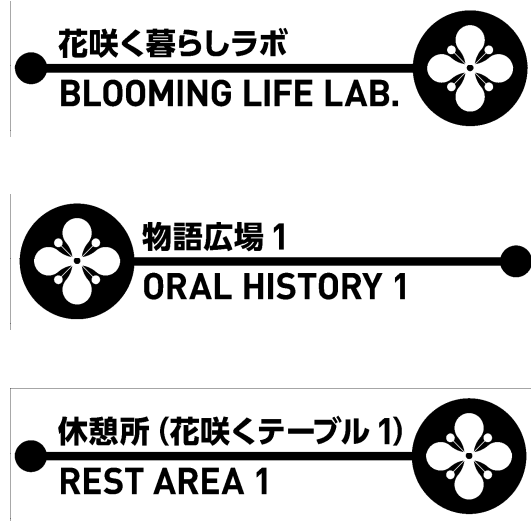 花咲く暮らしラボ
BLOOMING LIFE LAB.
物語広場 1
ORAL HISTORY 1
休憩所（花咲くテーブル 1）
REST AREA 1